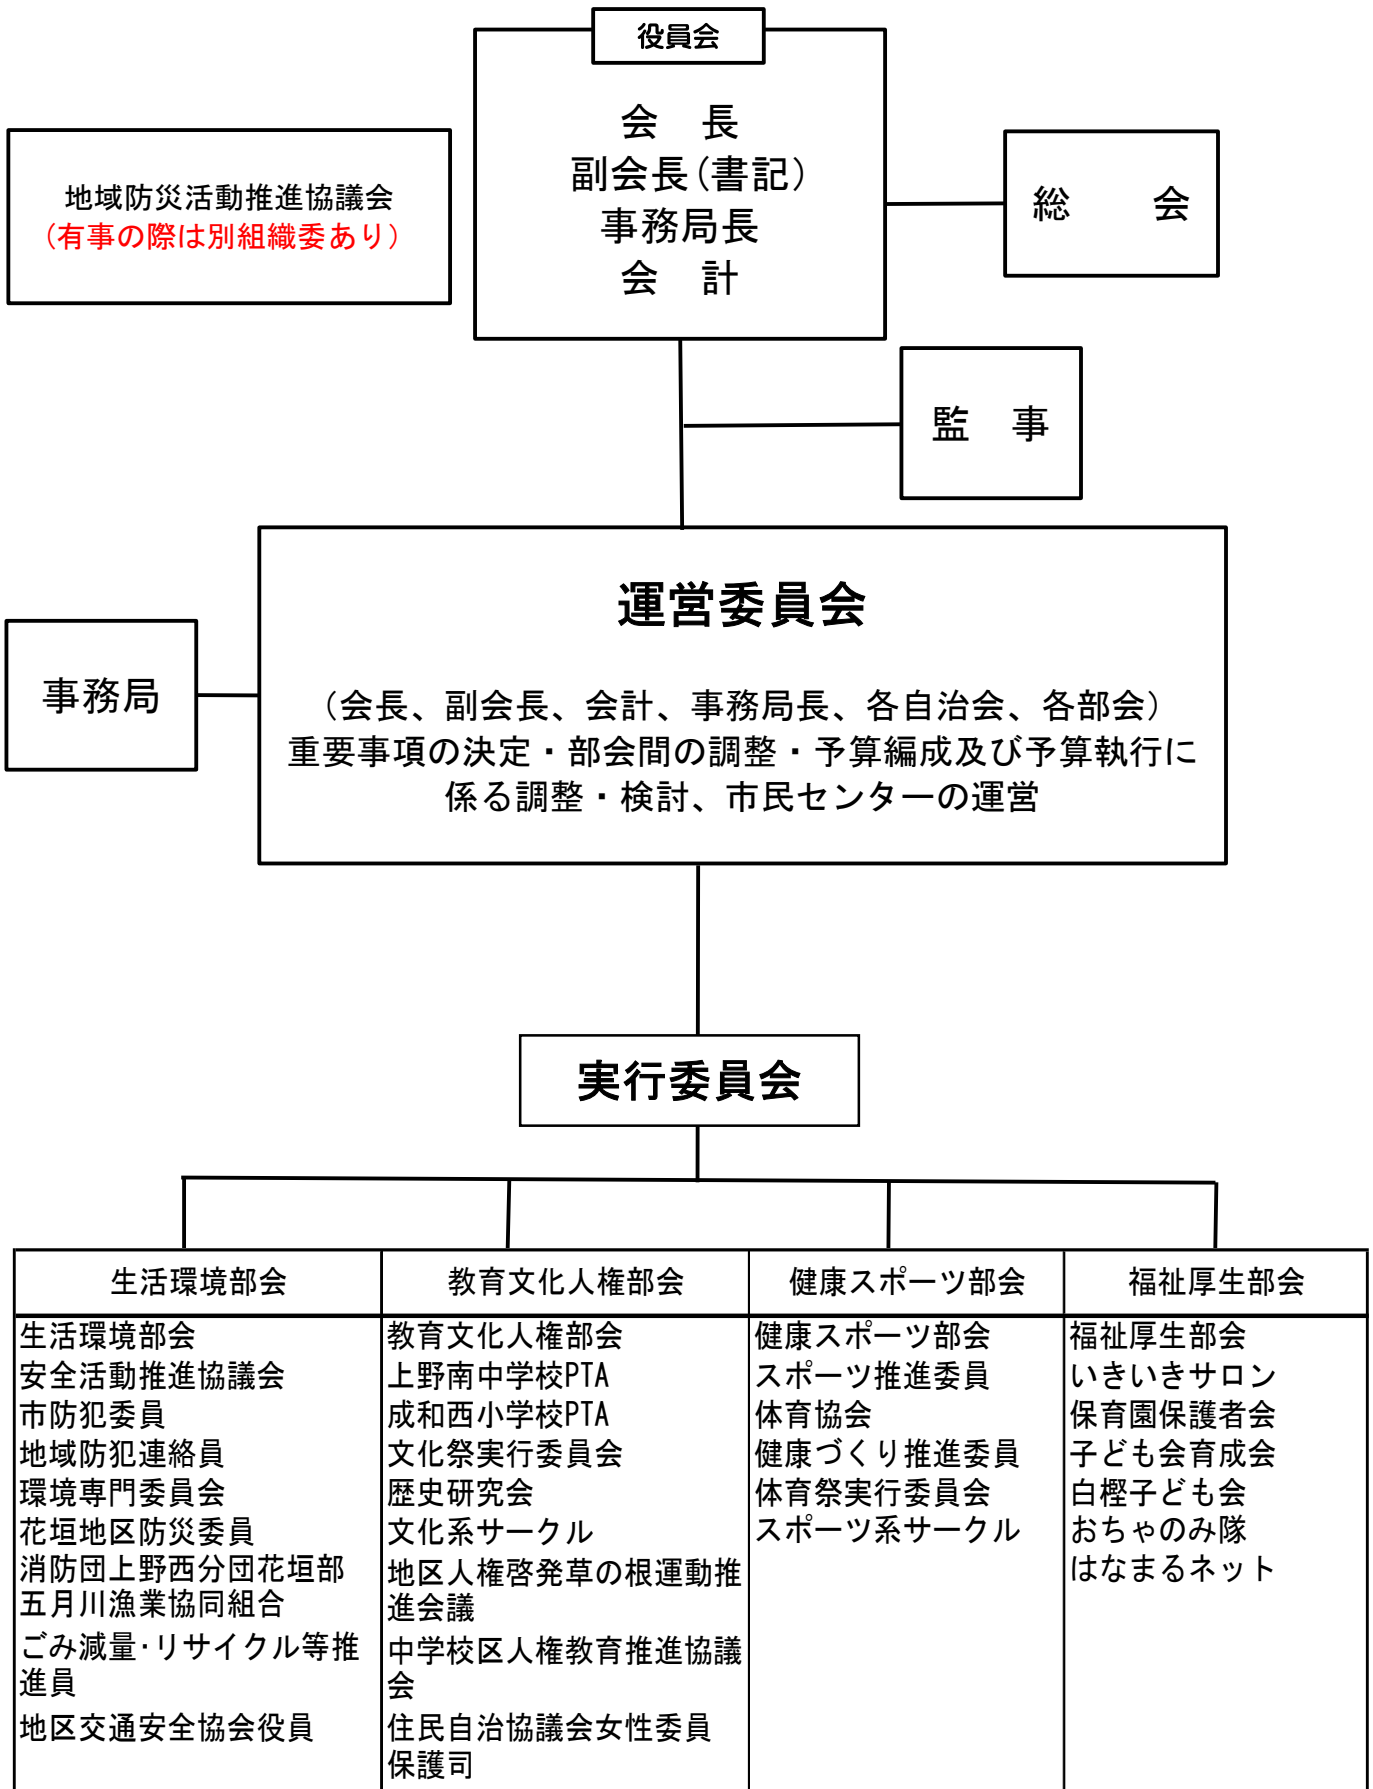 役員会
会　長
副会長(書記)
事務局長
会　計
地域防災活動推進協議会
(有事の際は別組織委あり)
総　　会
監　事
運営委員会
(会長、副会長、会計、事務局長、各自治会、各部会)
重要事項の決定・部会間の調整・予算編成及び予算執行に
係る調整・検討、市民センターの運営
事務局
実行委員会
生活環境部会
生活環境部会
安全活動推進協議会
市防犯委員
地域防犯連絡員
環境専門委員会
花垣地区防災委員
消防団上野西分団花垣部
五月川漁業協同組合
ごみ減量・リサイクル等推
進員
地区交通安全協会役員
教育文化人権部会
教育文化人権部会
上野南中学校PTA
成和西小学校PTA
文化祭実行委員会
歴史研究会
文化系サークル
地区人権啓発草の根運動推
進会議
中学校区人権教育推進協議
会
住民自治協議会女性委員
保護司
健康スポーツ部会
健康スポーツ部会
スポーツ推進委員
体育協会
健康づくり推進委員
体育祭実行委員会
スポーツ系サークル
福祉厚生部会
福祉厚生部会
いきいきサロン
保育園保護者会
子ども会育成会
白樫子ども会
おちゃのみ隊
はなまるネット